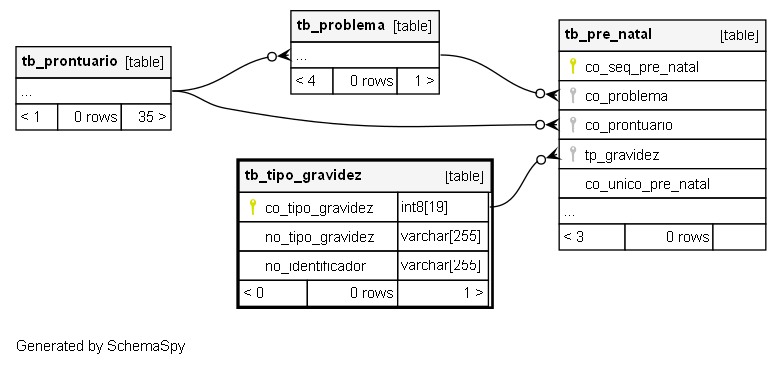 tb_problema [table]
...
< 4 0 rows 1 >
tb_prontuario [table]
...
< 1 0 rows 35 >
tb_pre_natal [table]
co_seq_pre_natal
co_problema
co_prontuario
tp_gravidez
co_unico_pre_natal
...
< 3 0 rows
tb_tipo_gravidez [table]
co_tipo_gravidez int8[19]
no_tipo_gravidez varchar[255]
no_identificador varchar[255]
< 0 0 rows 1 >
Generated by SchemaSpy